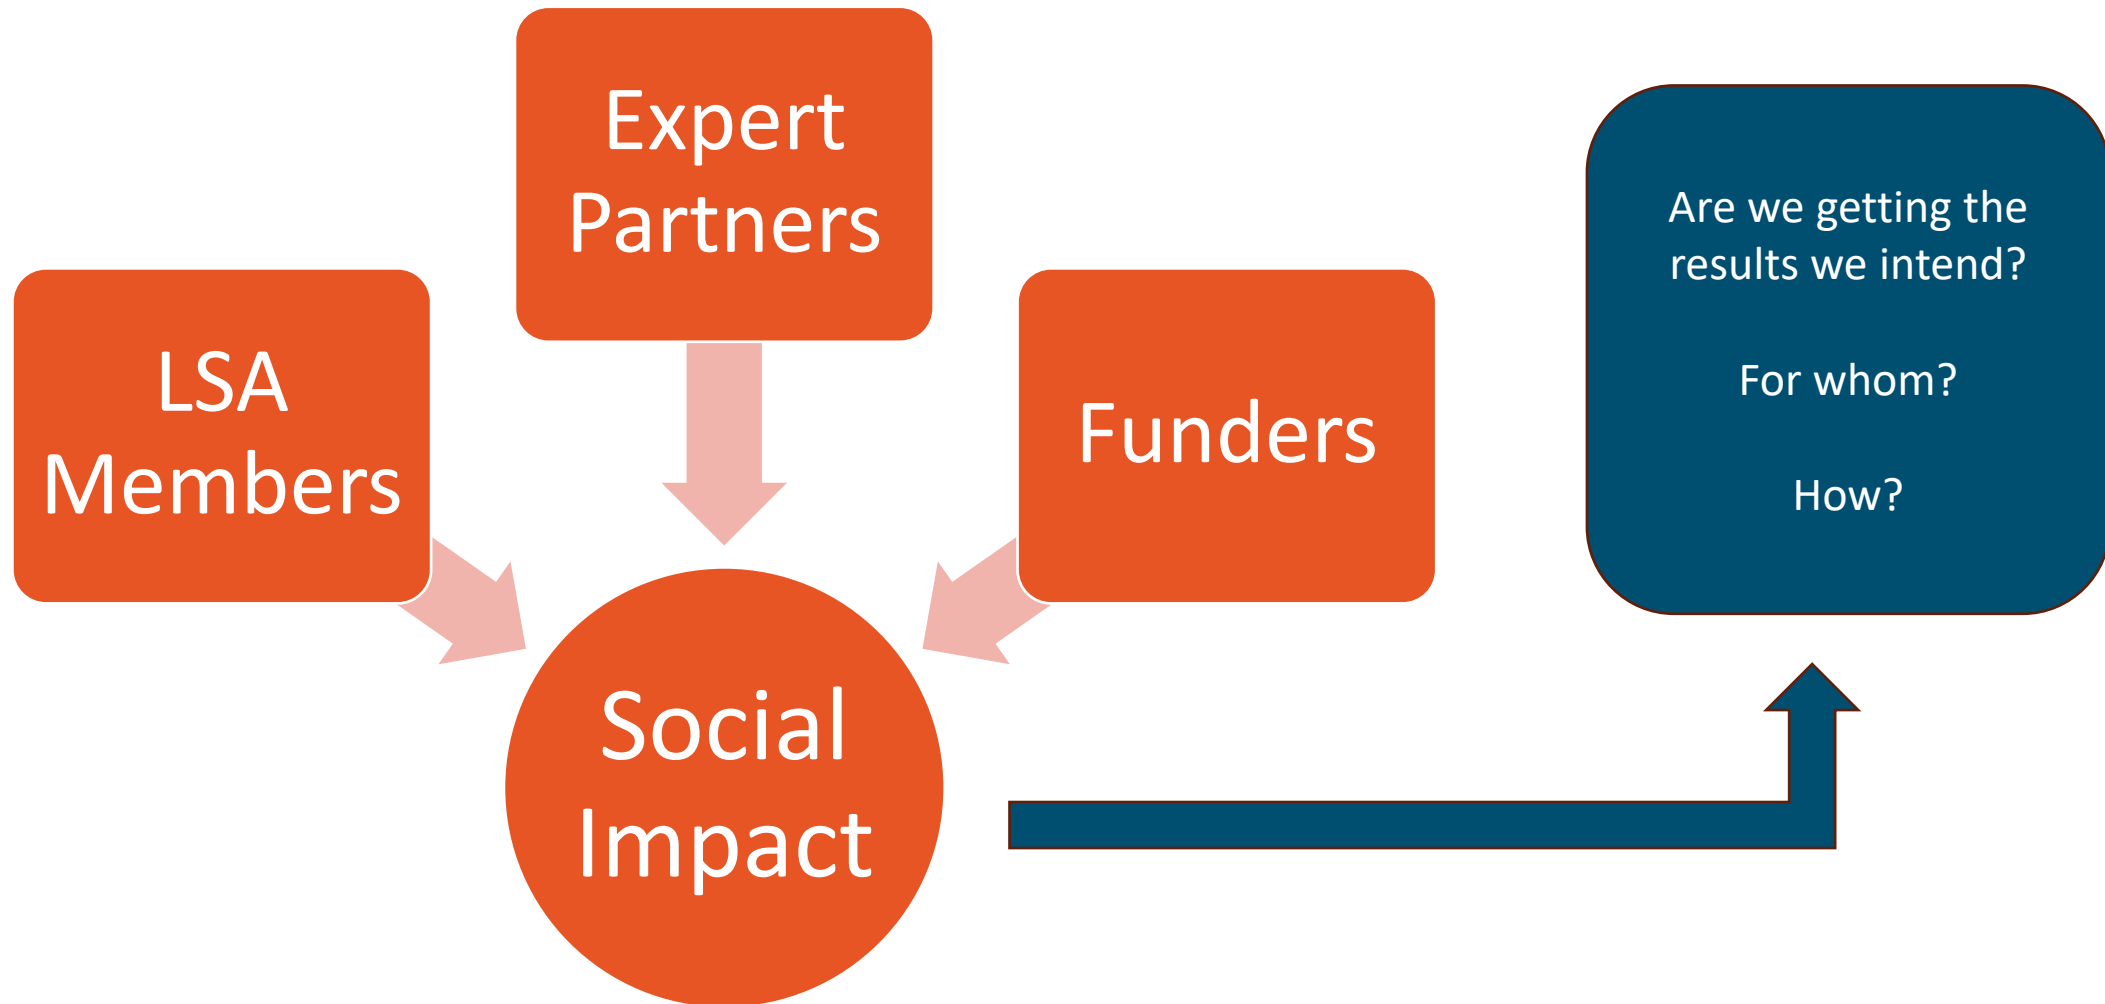 Expert
Partners
LSA
Members
Funders
Social
Impact
Are we getting the
results we intend?
For whom?
How?